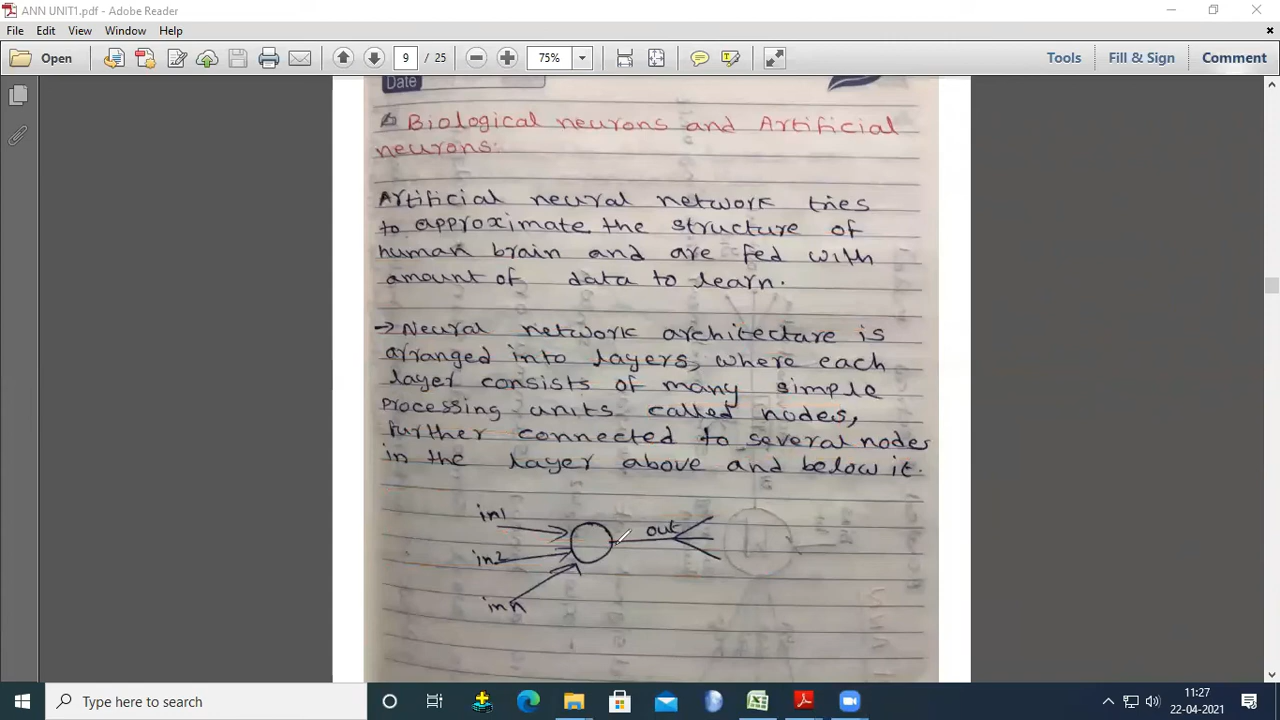 ANN UNIT1.pdf - Adobe Reader
File Edit View Window Help
Open 9 / 25 75% Tools Fill & Sign Comment
Date
Biological neurons and Artificial
neurons:
Artificial neural network tries
to approximate the structure of
human brain and are fed with
amount of data to learn.
→ Neural network architecture is
arranged into layers, where each
layer consists of many simple
processing units called nodes,
further connected to several nodes
in the layer above and below it.
in1
out
in2
inn
Type here to search
11:27
22-04-2021